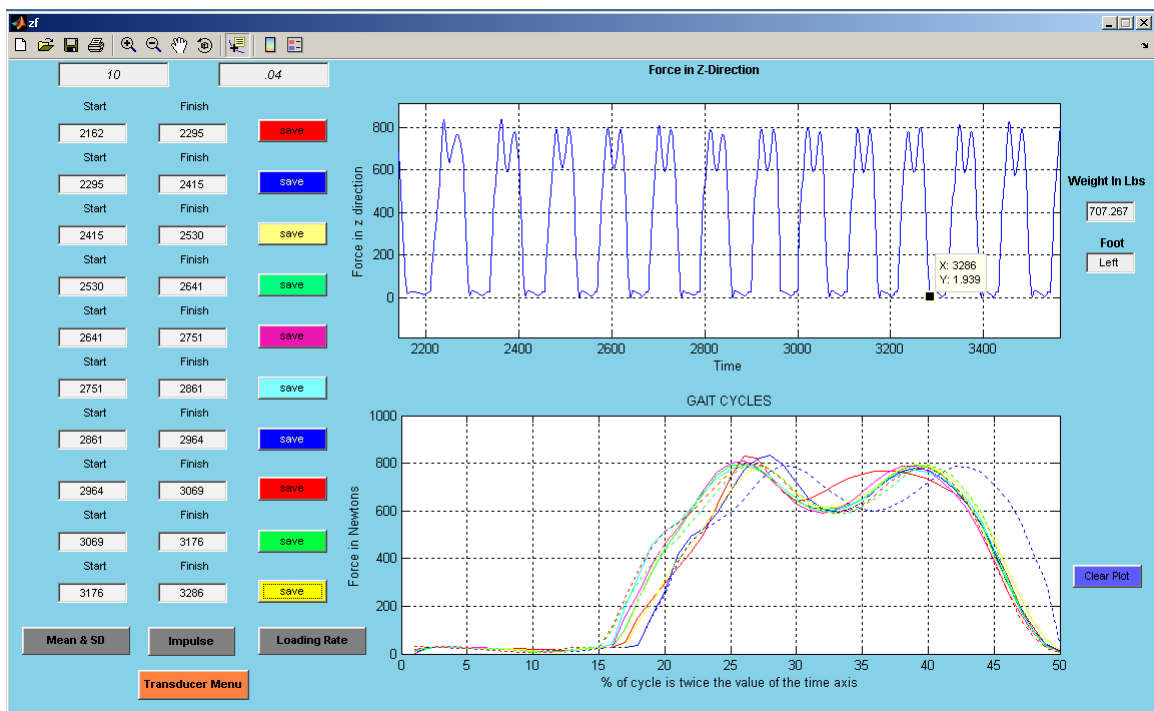 zf
10 .04
Start Finish
2162 2295 save
Start Finish
2295 2415 save
Start Finish
2415 2530 save
Start Finish
2530 2641 save
Start Finish
2641 2751 save
Start Finish
2751 2861 save
Start Finish
2861 2964 save
Start Finish
2964 3069 save
Start Finish
3069 3176 save
Start Finish
3176 3286 save
Mean & SD Impulse Loading Rate
Transducer Menu
Force in Z-Direction
Force in z direction
800
600
400
200
0
X: 3286
Y: 1.939
2200 2400 2600 2800 3000 3200 3400
Time
Weight In Lbs
707.267
Foot
Left
GAIT CYCLES
Force in Newtons
1000
800
600
400
200
0
0 5 10 15 20 25 30 35 40 45 50
% of cycle is twice the value of the time axis
Clear Plot